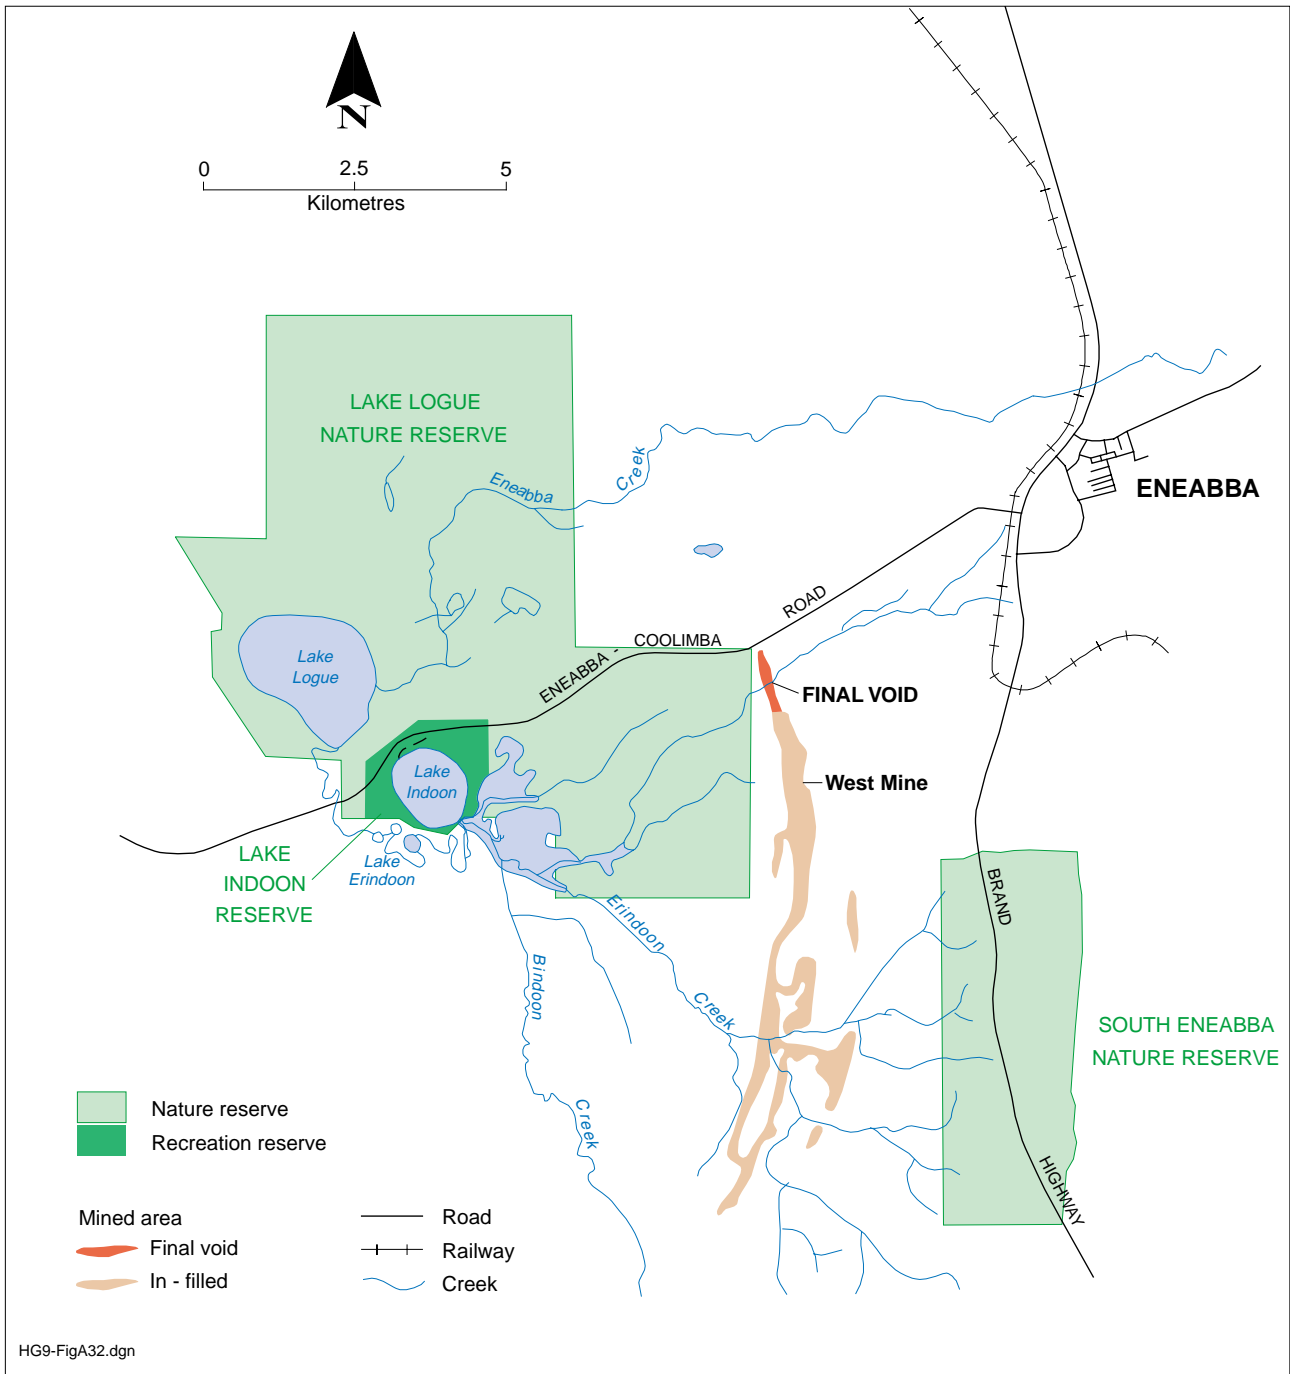 N
0 2.5 5
Kilometres
LAKE LOGUE
NATURE RESERVE
Eneabba
Creek
ENEABBA
ROAD
ENEABBA - COOLIMBA
Lake
Logue
FINAL VOID
West Mine
Lake
Indoon
Lake
Erindoon
LAKE
INDOON
RESERVE
Erindoon
Creek
Bindoon
Creek
BRAND
HIGHWAY
SOUTH ENEABBA
NATURE RESERVE
Nature reserve
Recreation reserve
Mined area
Final void
In - filled
Road
Railway
Creek
HG9-FigA32.dgn